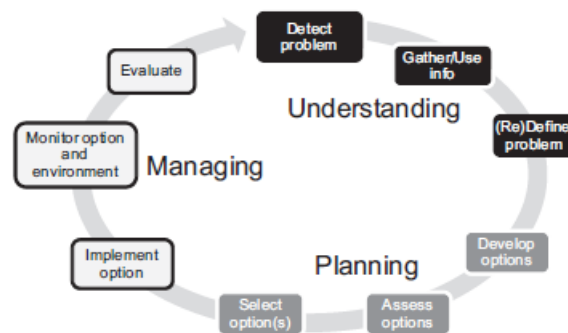 Detect
problem
Gather/Use
info
Understanding
(Re)Define
problem
Develop
options
Planning
Assess
options
Select
option(s)
Implement
option
Managing
Monitor option
and
environment
Evaluate